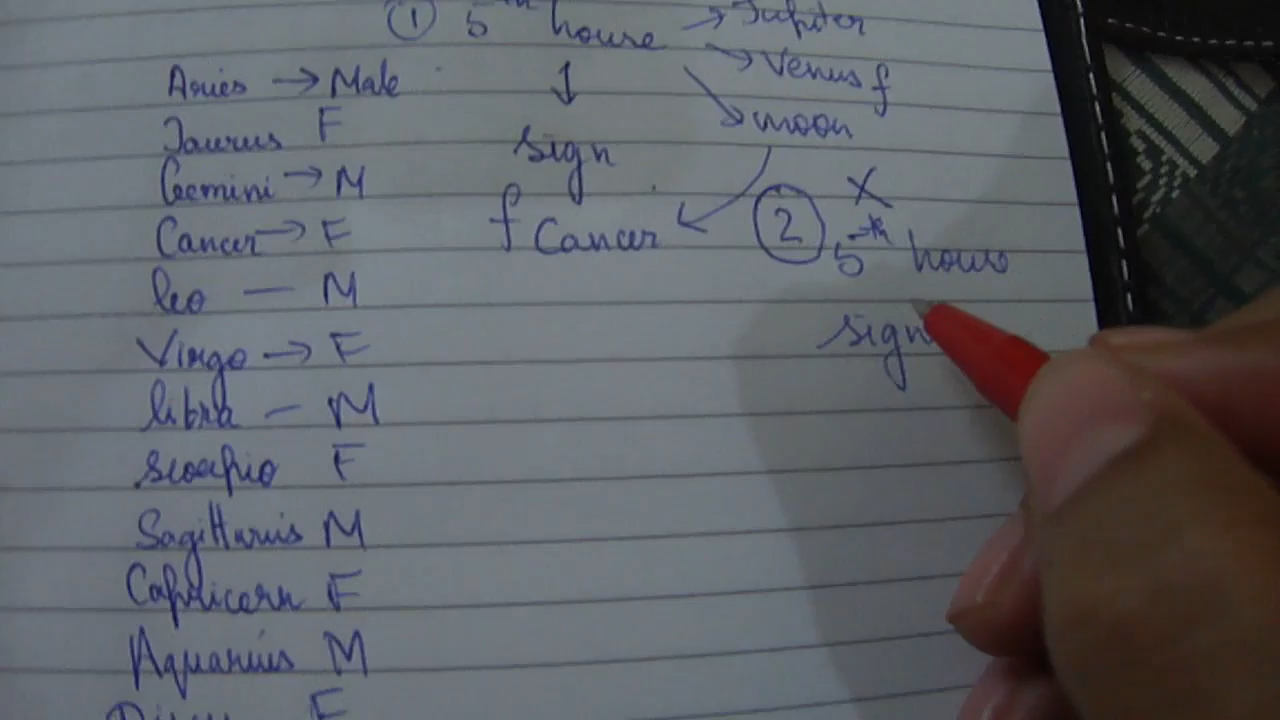 ① 5th house → Jupiter
→ Venus f
→ moon
Aries → Male
Taurus F
Gemini → M
Cancer → F
leo — M
Virgo → F
libra — M
scorpio F
Sagittarius M
Capricorn F
Aquarius M
F
↓
sign
f Cancer
② X
5th house
sign